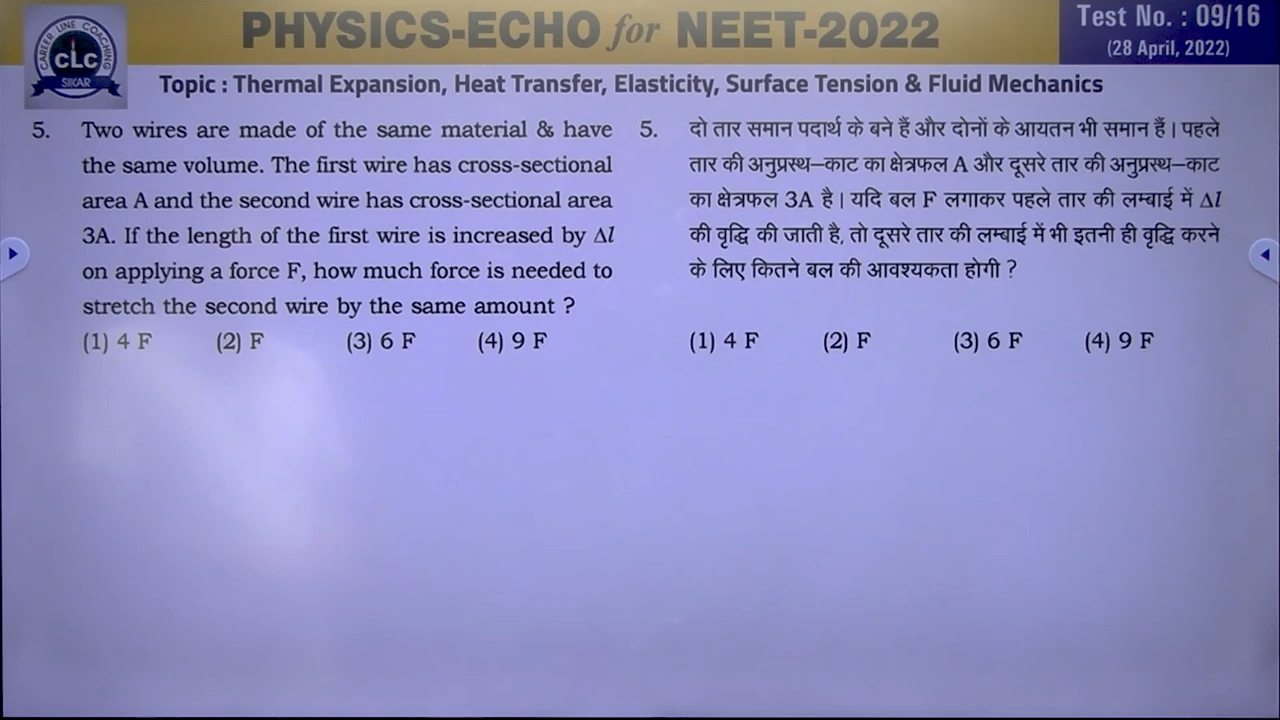 CAREER LINE COACHING
CLC
SIKAR
PHYSICS-ECHO for NEET-2022
Test No. : 09/16
(28 April, 2022)
Topic : Thermal Expansion, Heat Transfer, Elasticity, Surface Tension & Fluid Mechanics
5. Two wires are made of the same material & have
the same volume. The first wire has cross-sectional
area A and the second wire has cross-sectional area
3A. If the length of the first wire is increased by Δl
on applying a force F, how much force is needed to
stretch the second wire by the same amount ?
(1) 4 F (2) F (3) 6 F (4) 9 F
5. दो तार समान पदार्थ के बने हैं और दोनों के आयतन भी समान हैं। पहले
तार की अनुप्रस्थ–काट का क्षेत्रफल A और दूसरे तार की अनुप्रस्थ–काट
का क्षेत्रफल 3A है। यदि बल F लगाकर पहले तार की लम्बाई में Δl
की वृद्धि की जाती है, तो दूसरे तार की लम्बाई में भी इतनी ही वृद्धि करने
के लिए कितने बल की आवश्यकता होगी ?
(1) 4 F (2) F (3) 6 F (4) 9 F